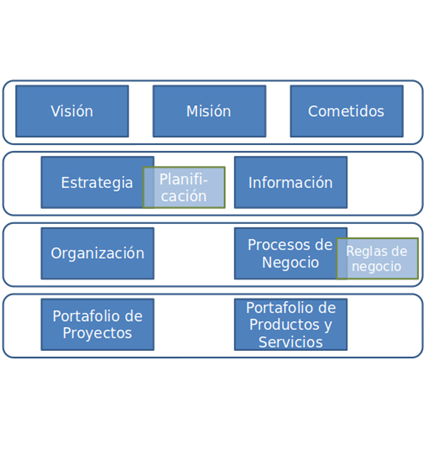 Visión
Misión
Cometidos
Estrategia
Planifi-
cación
Información
Organización
Procesos de
Negocio
Reglas de
negocio
Portafolio de
Proyectos
Portafolio de
Productos y
Servicios